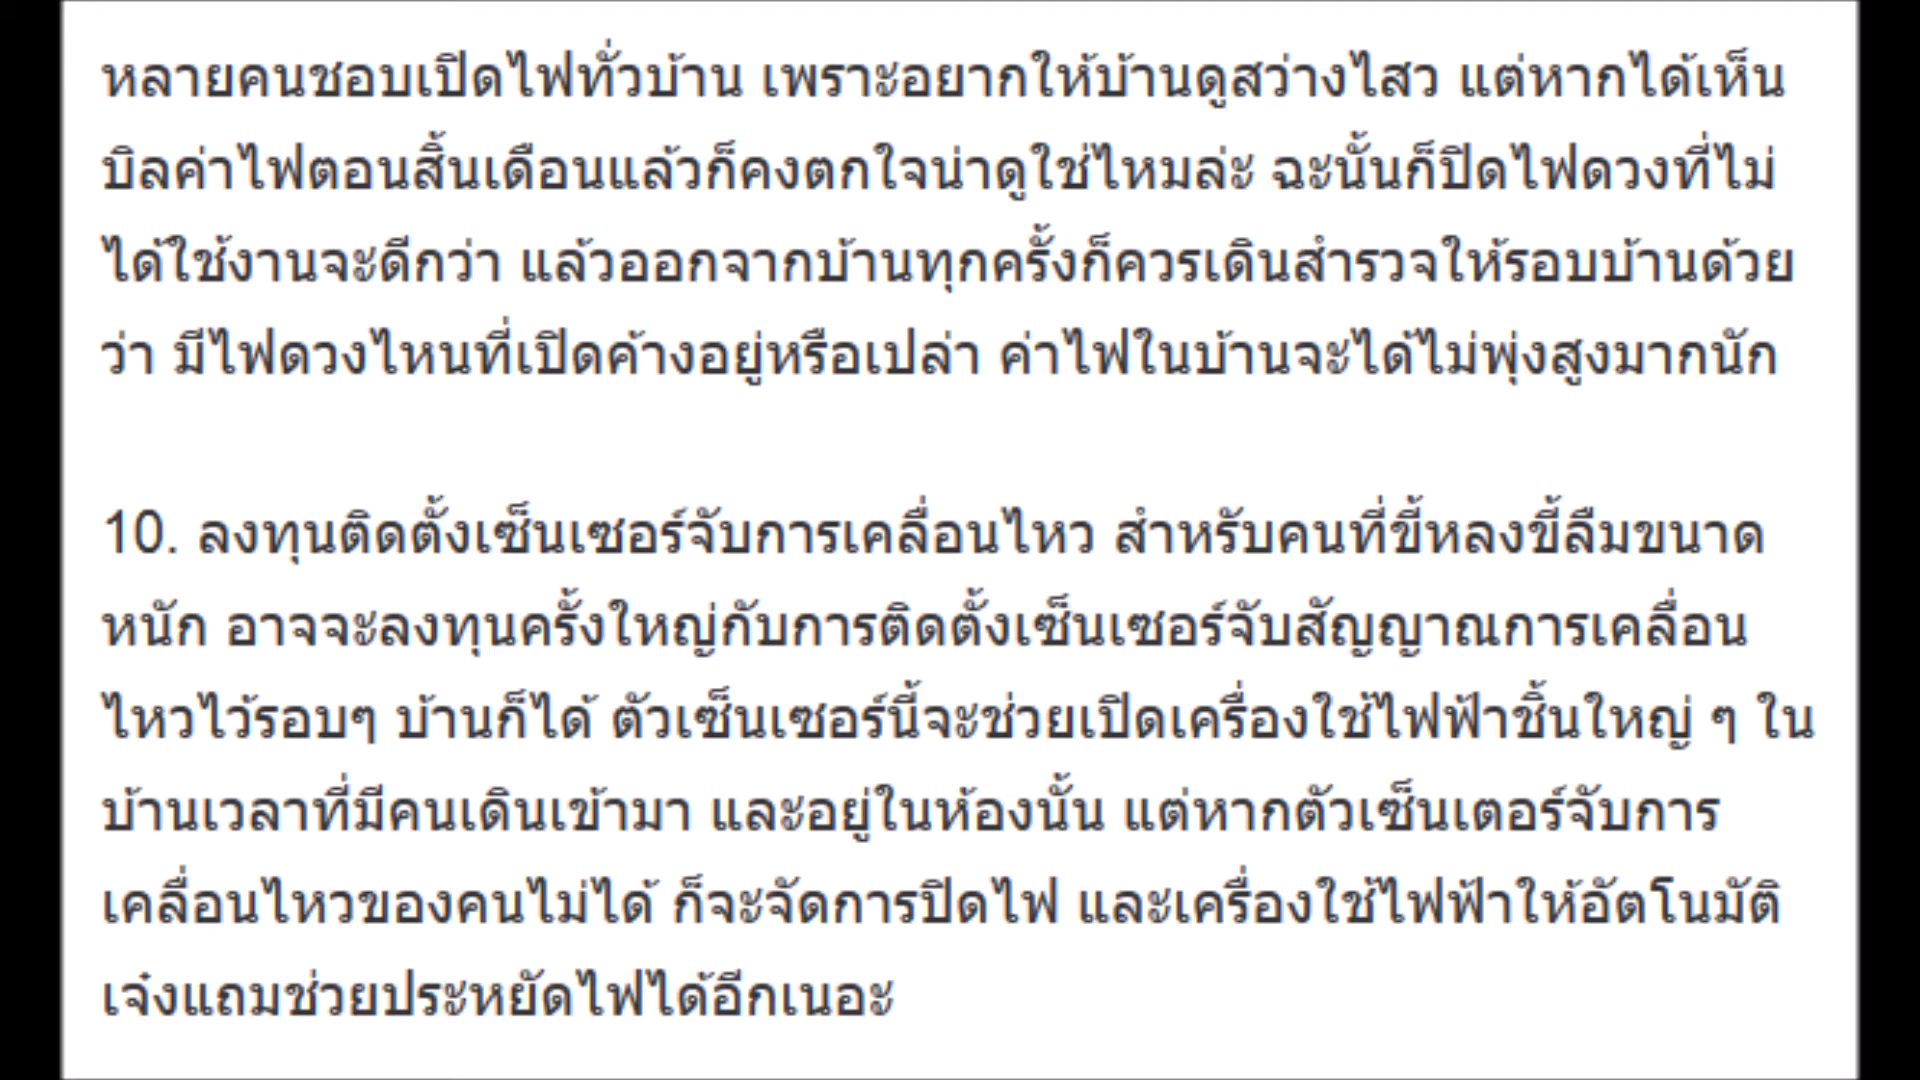 หลายคนชอบเปิดไฟทั่วบ้าน เพราะอยากให้บ้านดูสว่างไสว แต่หากได้เห็น
บิลค่าไฟตอนสิ้นเดือนแล้วก็คงตกใจน่าดูใช่ไหมล่ะ ฉะนั้นก็ปิดไฟดวงที่ไม่
ได้ใช้งานจะดีกว่า แล้วออกจากบ้านทุกครั้งก็ควรเดินสำรวจให้รอบบ้านด้วย
ว่า มีไฟดวงไหนที่เปิดค้างอยู่หรือเปล่า ค่าไฟในบ้านจะได้ไม่พุ่งสูงมากนัก
10. ลงทุนติดตั้งเซ็นเซอร์จับการเคลื่อนไหว สำหรับคนที่ขี้หลงขี้ลืมขนาด
หนัก อาจจะลงทุนครั้งใหญ่กับการติดตั้งเซ็นเซอร์จับสัญญาณการเคลื่อน
ไหวไว้รอบๆ บ้านก็ได้ ตัวเซ็นเซอร์นี้จะช่วยเปิดเครื่องใช้ไฟฟ้าชิ้นใหญ่ ๆ ใน
บ้านเวลาที่มีคนเดินเข้ามา และอยู่ในห้องนั้น แต่หากตัวเซ็นเตอร์จับการ
เคลื่อนไหวของคนไม่ได้ ก็จะจัดการปิดไฟ และเครื่องใช้ไฟฟ้าให้อัตโนมัติ
เจ๋งแถมช่วยประหยัดไฟได้อีกเนอะ